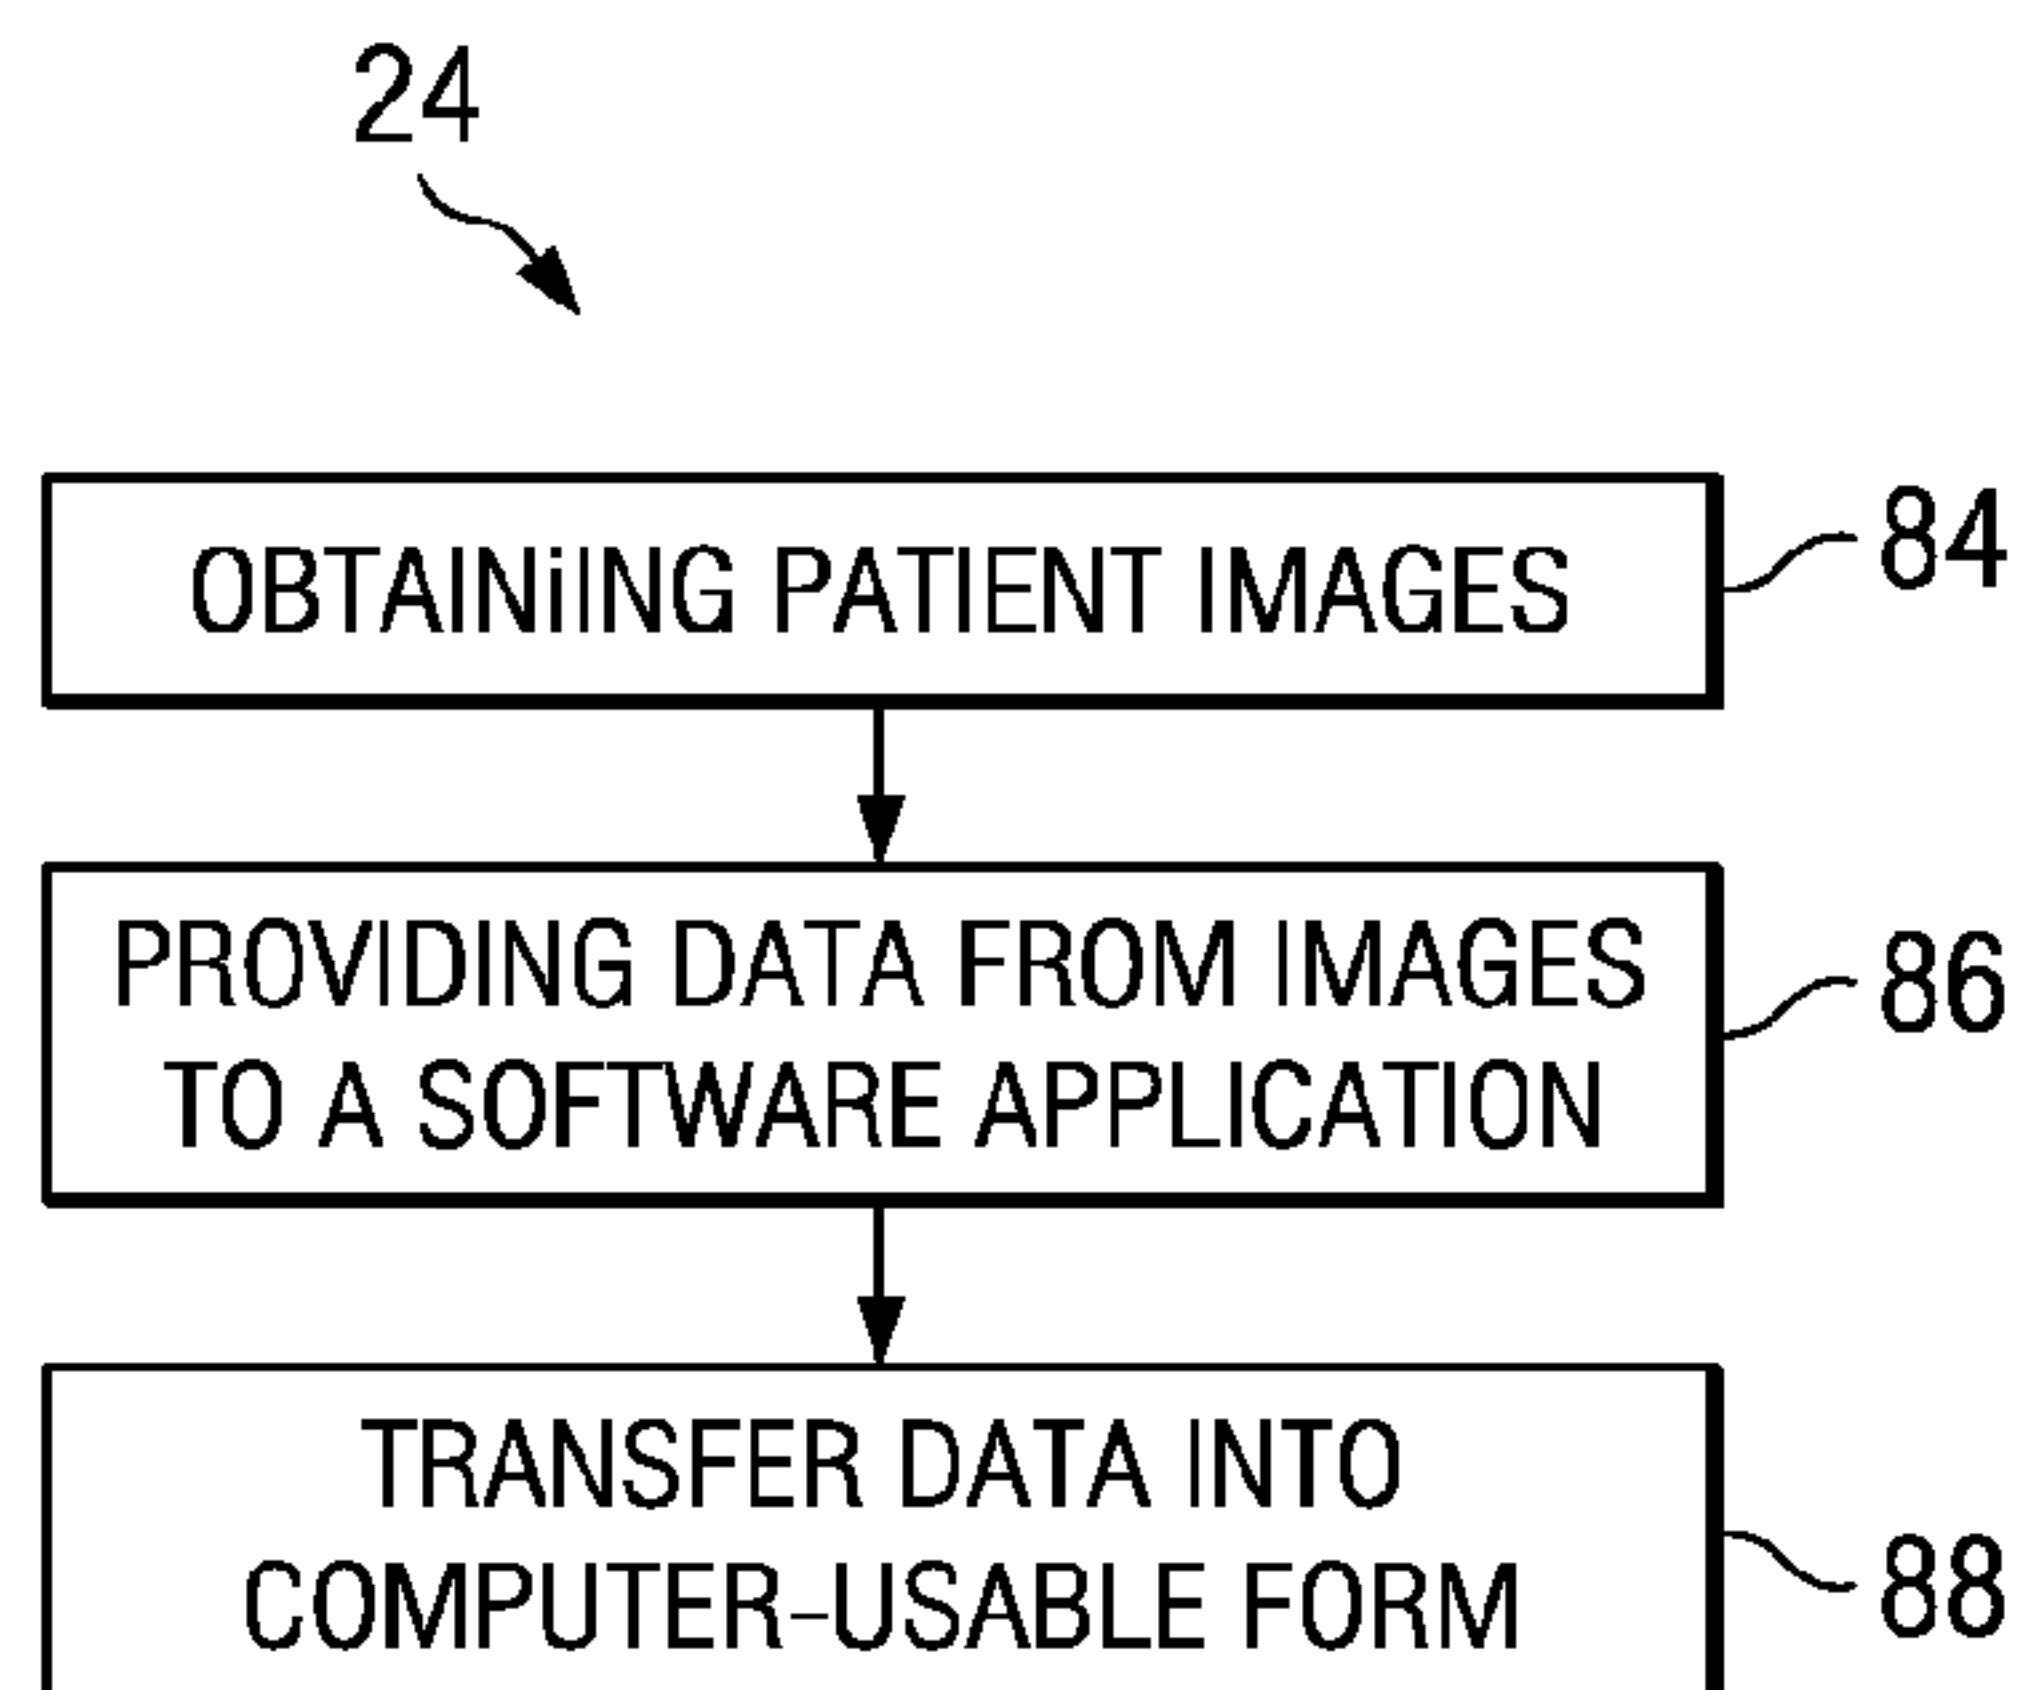 24
OBTAINiING PATIENT IMAGES
84
PROVIDING DATA FROM IMAGES
TO A SOFTWARE APPLICATION
86
TRANSFER DATA INTO
COMPUTER-USABLE FORM
88